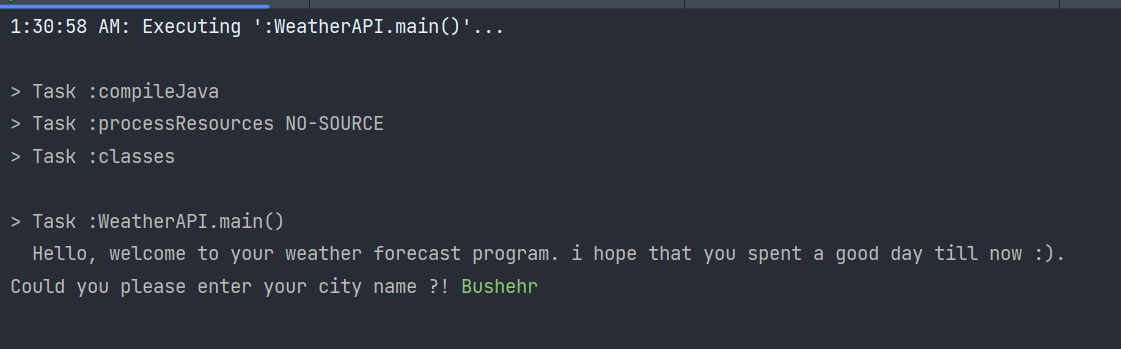 1:30:58 AM: Executing ':WeatherAPI.main()'...
> Task :compileJava
> Task :processResources NO-SOURCE
> Task :classes
> Task :WeatherAPI.main()
Hello, welcome to your weather forecast program. i hope that you spent a good day till now :).
Could you please enter your city name ?! Bushehr